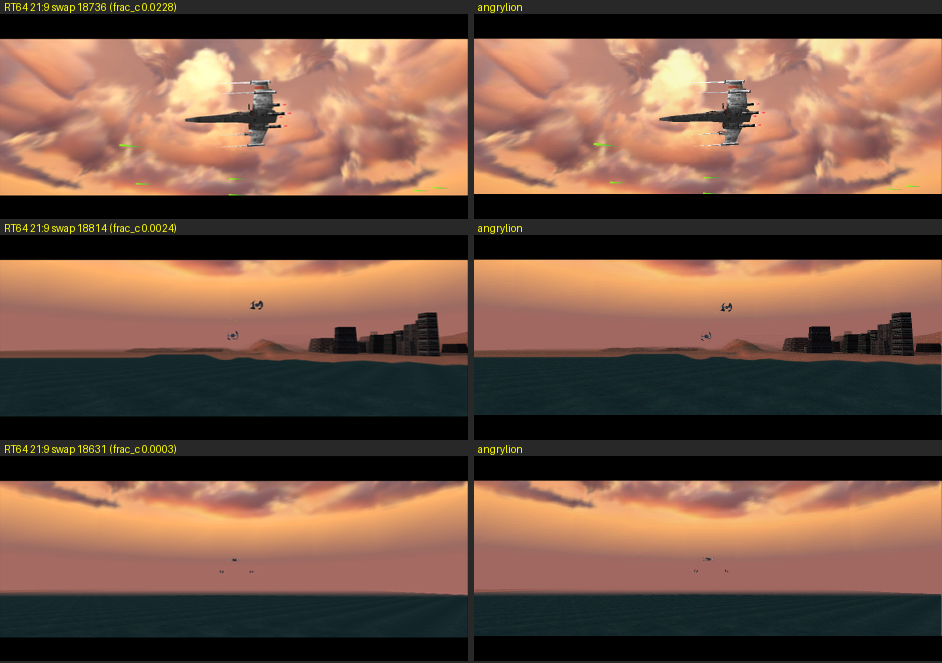 RT64 21:9 swap 18736 (frac_c 0.0228)
angrylion
RT64 21:9 swap 18814 (frac_c 0.0024)
angrylion
RT64 21:9 swap 18631 (frac_c 0.0003)
angrylion